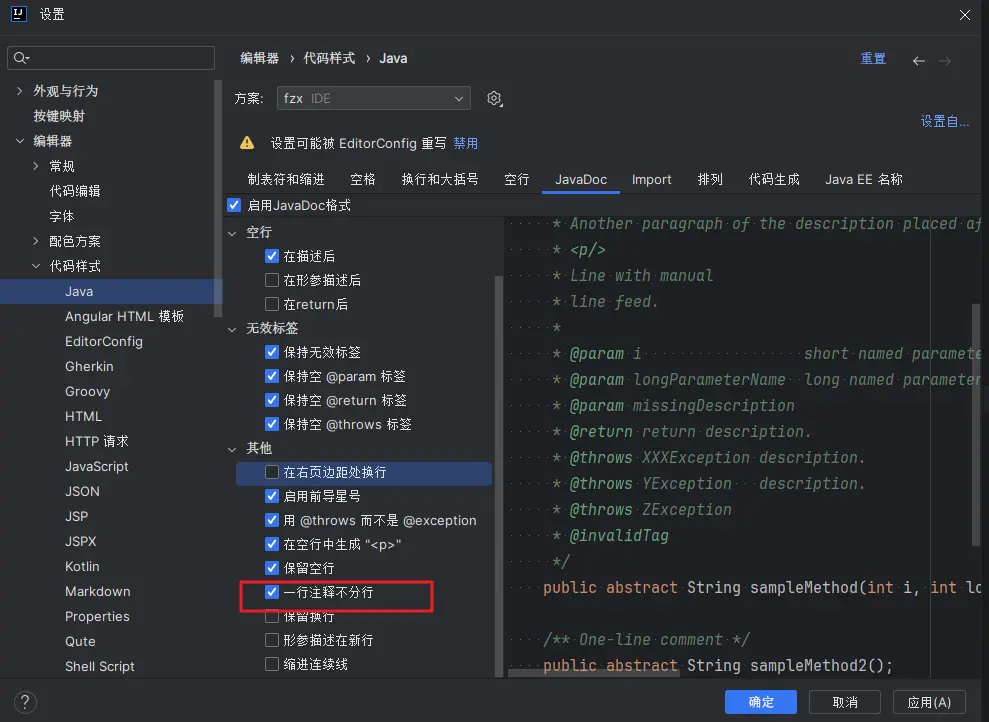 设置
编辑器 › 代码样式 › Java
重置
外观与行为
按键映射
编辑器
常规
代码编辑
字体
配色方案
代码样式
Java
Angular HTML 模板
EditorConfig
Gherkin
Groovy
HTML
HTTP 请求
JavaScript
JSON
JSP
JSPX
Kotlin
Markdown
Properties
Qute
Shell Script
方案: fzx IDE
设置自...
设置可能被 EditorConfig 重写 禁用
制表符和缩进 空格 换行和大括号 空行 JavaDoc Import 排列 代码生成 Java EE 名称
启用JavaDoc格式
空行
在描述后
在形参描述后
在return后
无效标签
保持无效标签
保持空 @param 标签
保持空 @return 标签
保持空 @throws 标签
其他
在右页边距处换行
启用前导星号
用 @throws 而不是 @exception
在空行中生成 "<p>"
保留空行
一行注释不分行
保留换行
形参描述在新行
缩进连续线
* Another paragraph of the description placed af
* <p/>
* Line with manual
* line feed.
*
* @param i short named paramete
* @param longParameterName long named parameter
* @param missingDescription
* @return return description.
* @throws XXXException description.
* @throws YException description.
* @throws ZException
* @invalidTag
*/
public abstract String sampleMethod(int i, int lo
/** One-line comment */
public abstract String sampleMethod2();
? 确定 取消 应用(A)